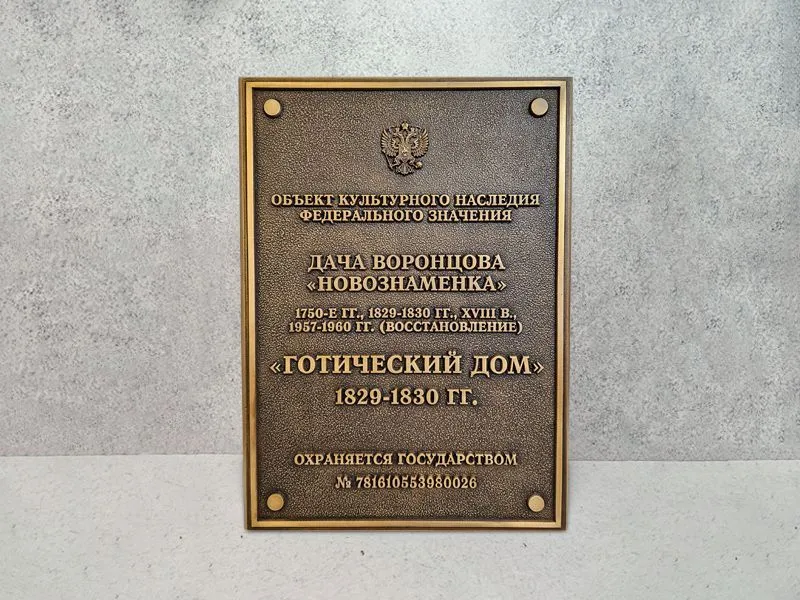 ОБЪЕКТ КУЛЬТУРНОГО НАСЛЕДИЯ
ФЕДЕРАЛЬНОГО ЗНАЧЕНИЯ
ДАЧА ВОРОНЦОВА
«НОВОЗНАМЕНКА»
1750-Е ГГ., 1829-1830 ГГ., XVIII В.,
1957-1960 ГГ. (ВОССТАНОВЛЕНИЕ)
«ГОТИЧЕСКИЙ ДОМ»
1829-1830 ГГ.
ОХРАНЯЕТСЯ ГОСУДАРСТВОМ
№ 781610553980026